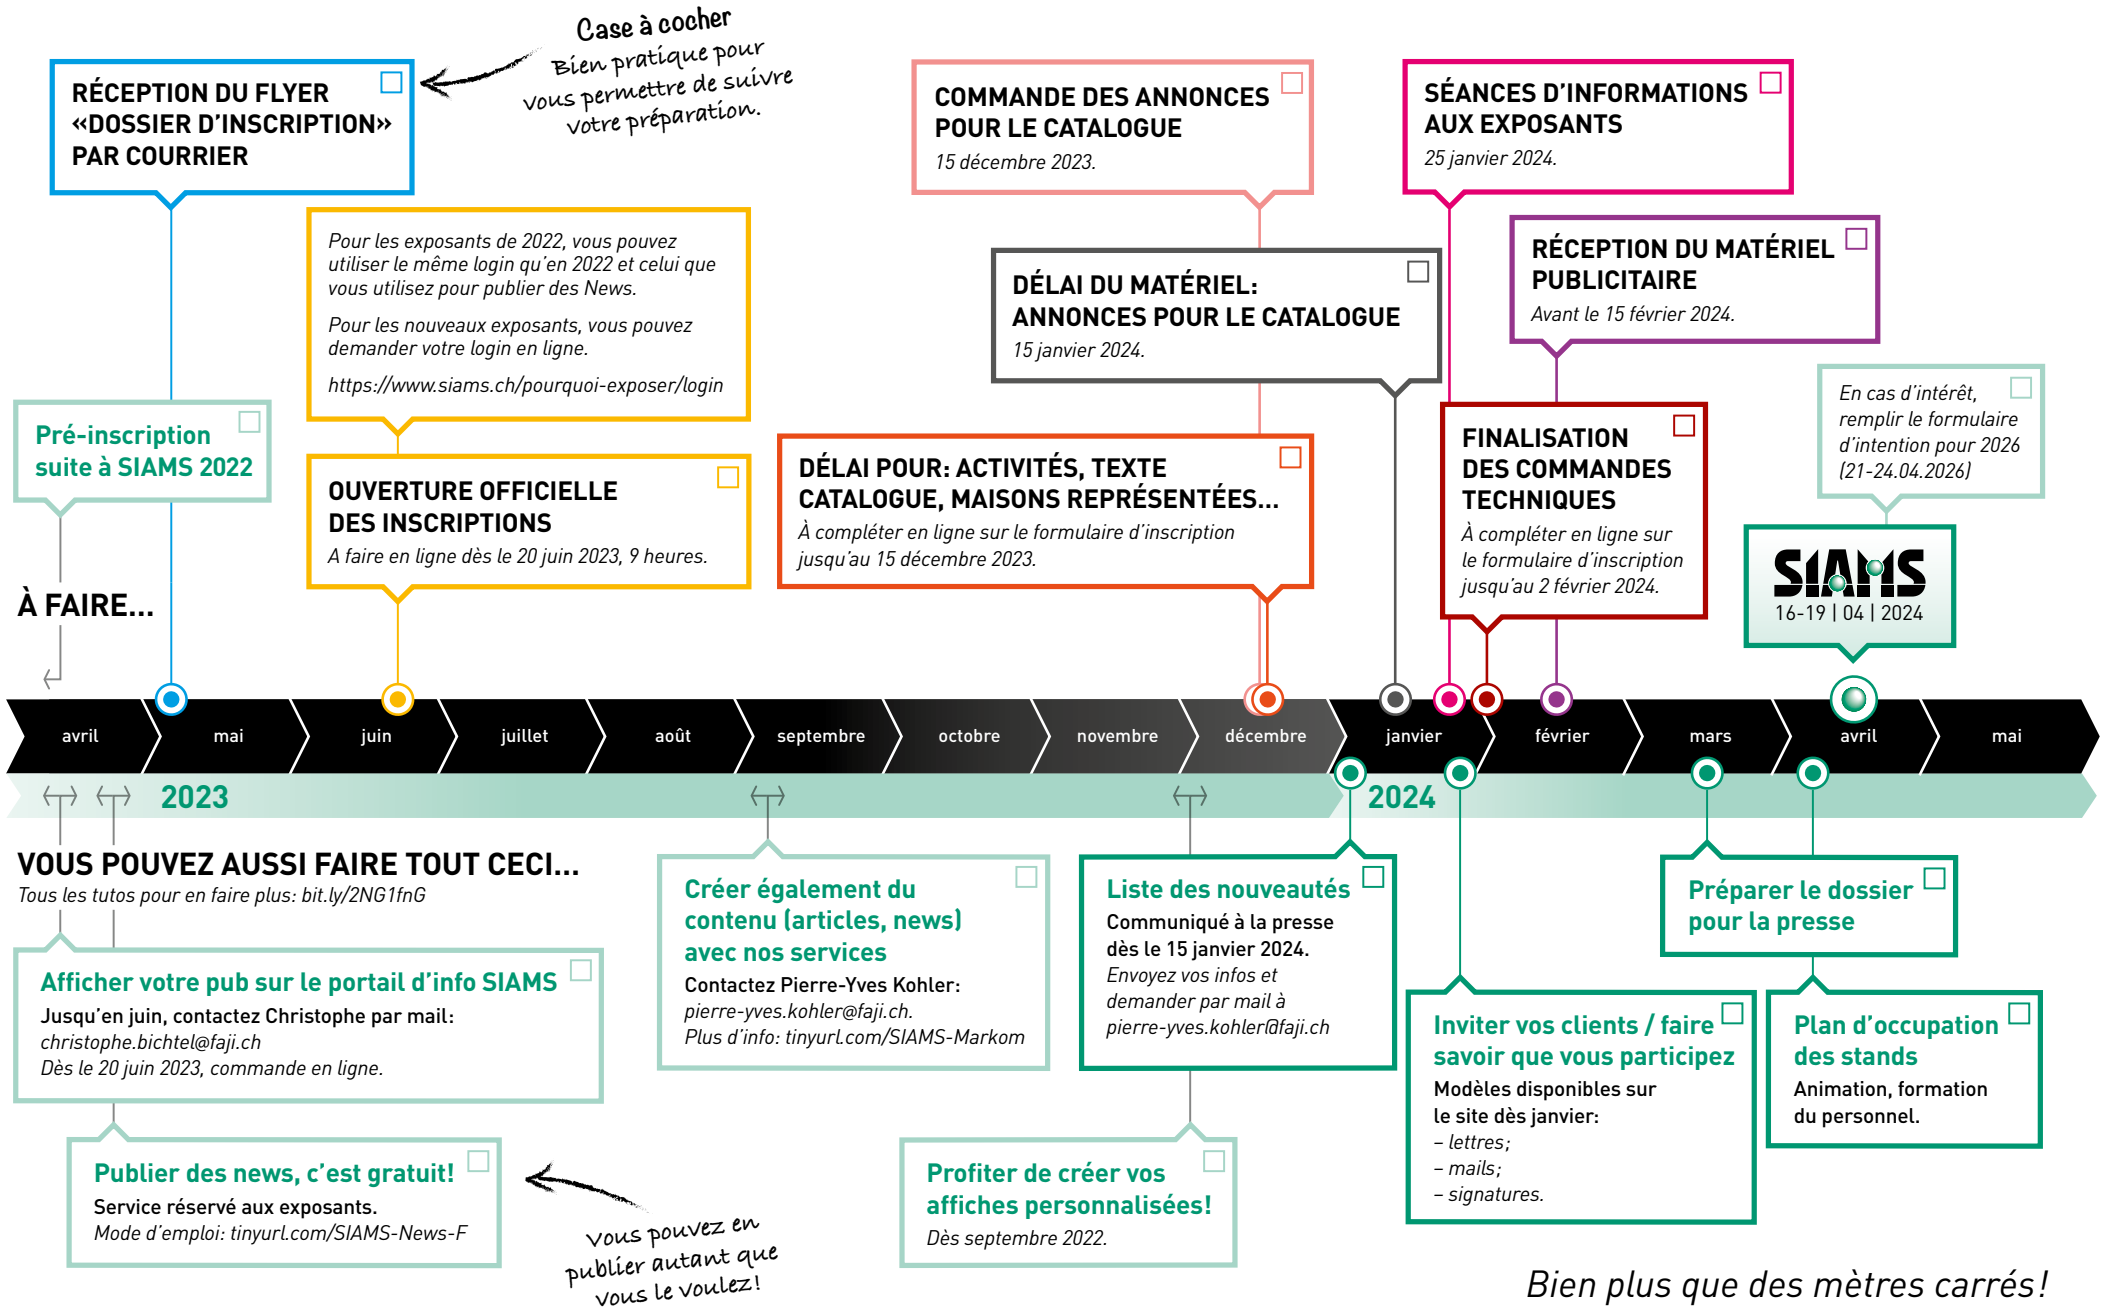 Case à cocher
Bien pratique pour
vous permettre de suivre
votre préparation.
RÉCEPTION DU FLYER
«DOSSIER D'INSCRIPTION»
PAR COURRIER
COMMANDE DES ANNONCES
POUR LE CATALOGUE
15 décembre 2023.
SÉANCES D'INFORMATIONS
AUX EXPOSANTS
25 janvier 2024.
Pour les exposants de 2022, vous pouvez
utiliser le même login qu'en 2022 et celui que
vous utilisez pour publier des News.
Pour les nouveaux exposants, vous pouvez
demander votre login en ligne.
https://www.siams.ch/pourquoi-exposer/login
DÉLAI DU MATÉRIEL:
ANNONCES POUR LE CATALOGUE
15 janvier 2024.
RÉCEPTION DU MATÉRIEL
PUBLICITAIRE
Avant le 15 février 2024.
Pré-inscription
suite à SIAMS 2022
OUVERTURE OFFICIELLE
DES INSCRIPTIONS
A faire en ligne dès le 20 juin 2023, 9 heures.
DÉLAI POUR: ACTIVITÉS, TEXTE
CATALOGUE, MAISONS REPRÉSENTÉES...
À compléter en ligne sur le formulaire d'inscription
jusqu'au 15 décembre 2023.
FINALISATION
DES COMMANDES
TECHNIQUES
À compléter en ligne sur
le formulaire d'inscription
jusqu'au 2 février 2024.
En cas d'intérêt,
remplir le formulaire
d'intention pour 2026
(21-24.04.2026)
SIAMS
16-19 | 04 | 2024
À FAIRE...
avril
mai
juin
juillet
août
septembre
octobre
novembre
décembre
janvier
février
mars
avril
mai
2023
2024
VOUS POUVEZ AUSSI FAIRE TOUT CECI...
Tous les tutos pour en faire plus: bit.ly/2NG1fnG
Afficher votre pub sur le portail d'info SIAMS
Jusqu'en juin, contactez Christophe par mail:
christophe.bichtel@faji.ch
Dès le 20 juin 2023, commande en ligne.
Publier des news, c'est gratuit!
Service réservé aux exposants.
Mode d'emploi: tinyurl.com/SIAMS-News-F
Vous pouvez en
publier autant que
vous le voulez!
Créer également du
contenu (articles, news)
avec nos services
Contactez Pierre-Yves Kohler:
pierre-yves.kohler@faji.ch.
Plus d'info: tinyurl.com/SIAMS-Markom
Liste des nouveautés
Communiqué à la presse
dès le 15 janvier 2024.
Envoyez vos infos et
demander par mail à
pierre-yves.kohler@faji.ch
Profiter de créer vos
affiches personnalisées!
Dès septembre 2022.
Inviter vos clients / faire
savoir que vous participez
Modèles disponibles sur
le site dès janvier:
– lettres;
– mails;
– signatures.
Préparer le dossier
pour la presse
Plan d'occupation
des stands
Animation, formation
du personnel.
Bien plus que des mètres carrés!